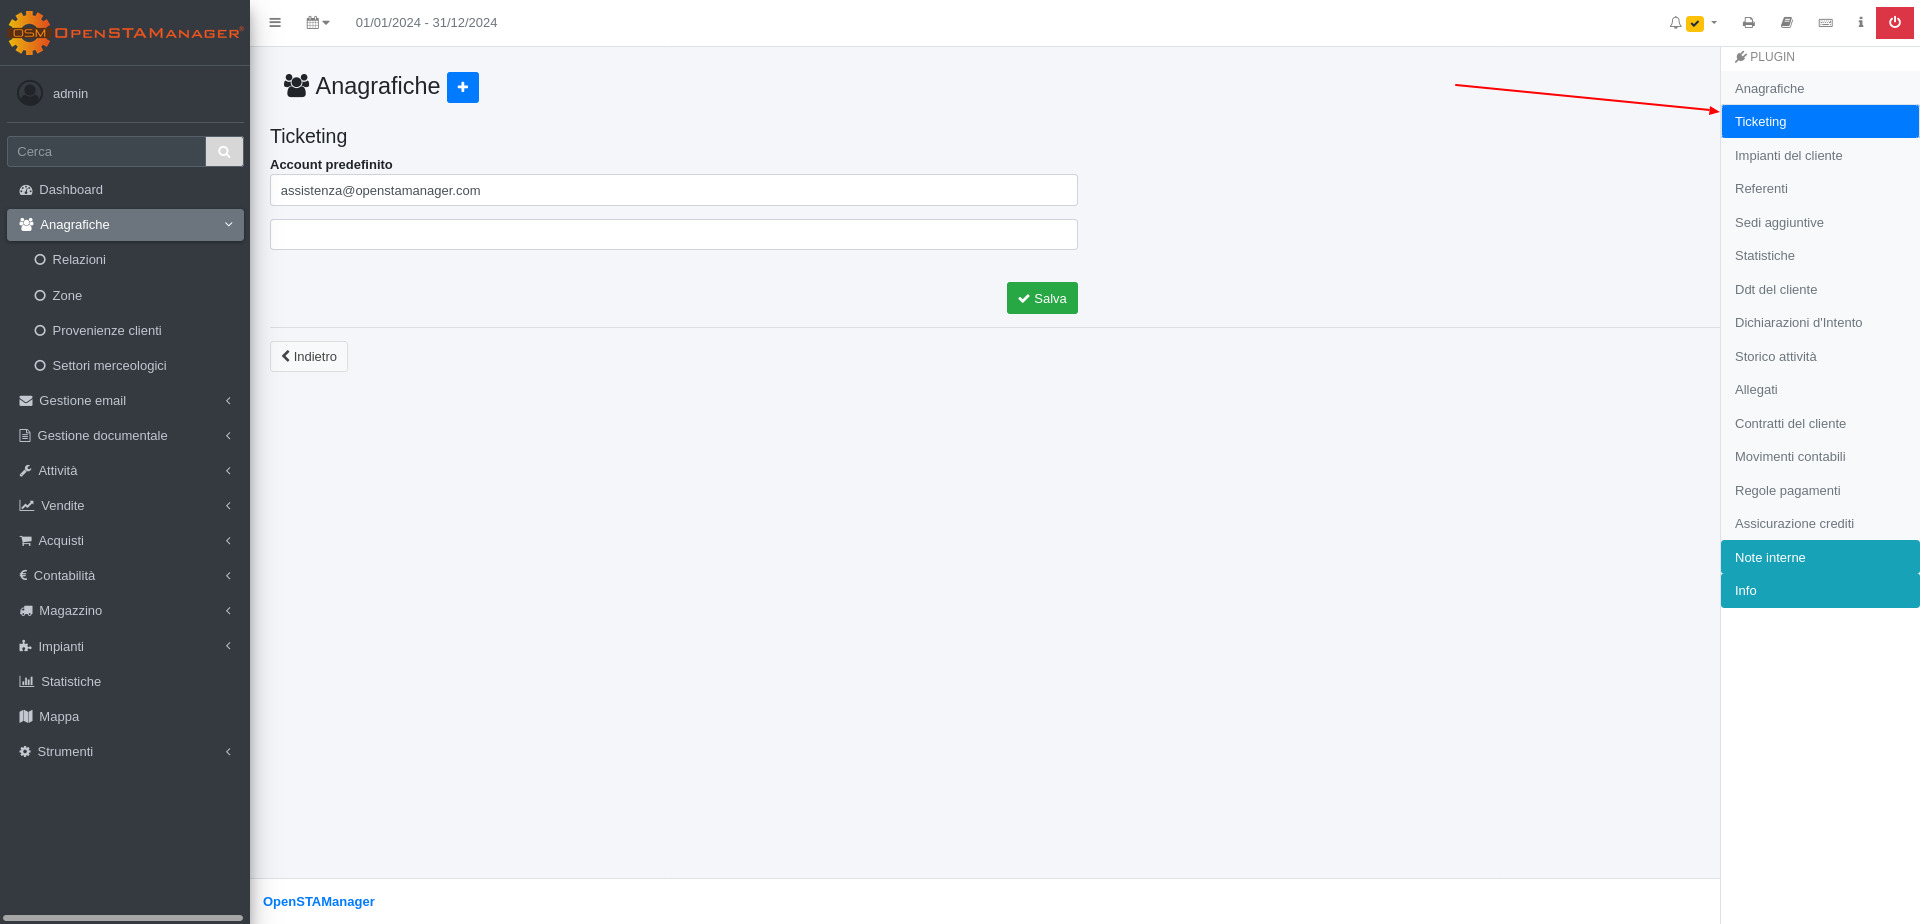 OSM OpenSTAManager®
01/01/2024 - 31/12/2024
admin
Cerca
Dashboard
Anagrafiche
Relazioni
Zone
Provenienze clienti
Settori merceologici
Gestione email
Gestione documentale
Attività
Vendite
Acquisti
Contabilità
Magazzino
Impianti
Statistiche
Mappa
Strumenti
Anagrafiche
Ticketing
Account predefinito
assistenza@openstamanager.com
Salva
Indietro
OpenSTAManager
PLUGIN
Anagrafiche
Ticketing
Impianti del cliente
Referenti
Sedi aggiuntive
Statistiche
Ddt del cliente
Dichiarazioni d'Intento
Storico attività
Allegati
Contratti del cliente
Movimenti contabili
Regole pagamenti
Assicurazione crediti
Note interne
Info